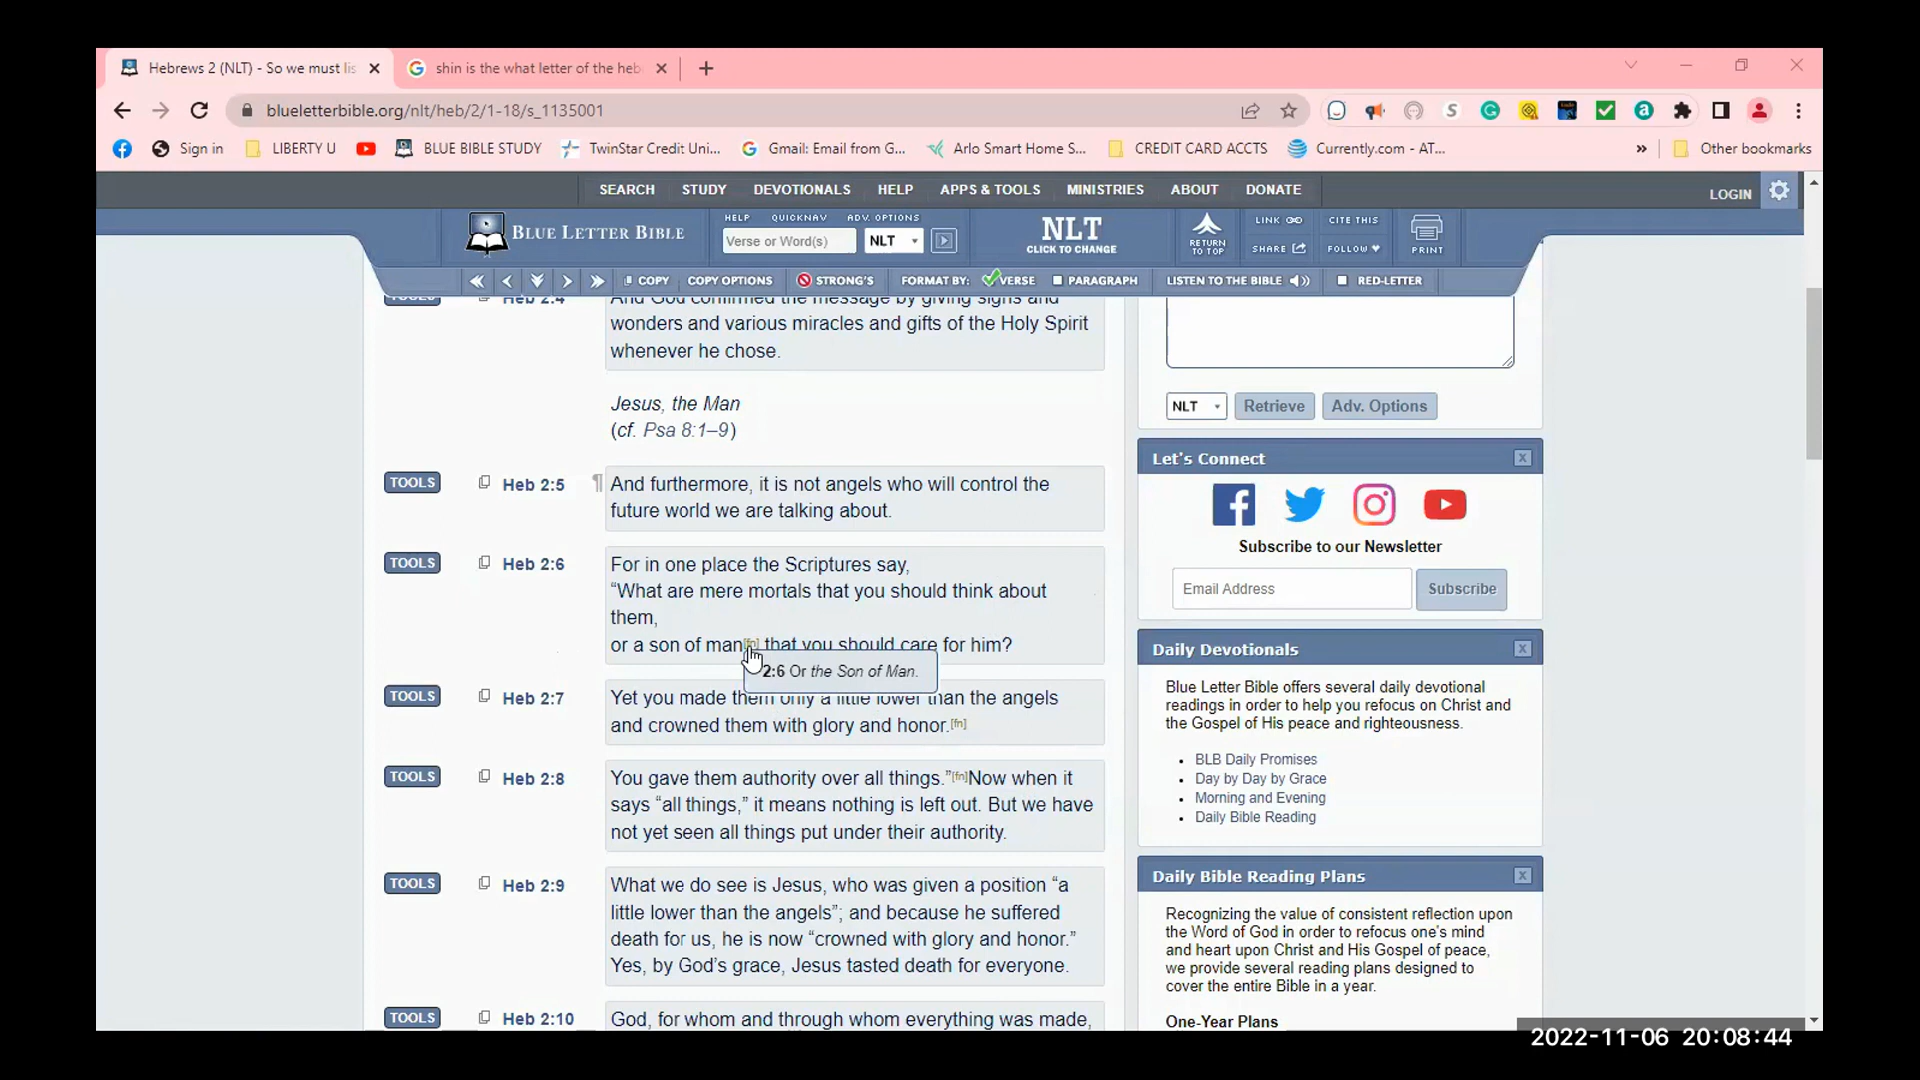 Hebrews 2 (NLT) - So we must lis
shin is the what letter of the heb
blueletterbible.org/nlt/heb/2/1-18/s_1135001
Sign in
LIBERTY U
BLUE BIBLE STUDY
TwinStar Credit Uni...
Gmail: Email from G...
Arlo Smart Home S...
CREDIT CARD ACCTS
Currently.com - AT...
»
Other bookmarks
SEARCH STUDY DEVOTIONALS HELP APPS & TOOLS MINISTRIES ABOUT DONATE
LOGIN
BLUE LETTER BIBLE
HELP QUICKNAV ADV. OPTIONS
Verse or Word(s)
NLT
NLT
CLICK TO CHANGE
RETURN
TO TOP
LINK
CITE THIS
SHARE
FOLLOW
PRINT
COPY COPY OPTIONS STRONG'S FORMAT BY: VERSE PARAGRAPH LISTEN TO THE BIBLE RED-LETTER
TOOLS Heb 2:4 And God confirmed the message by giving signs and
wonders and various miracles and gifts of the Holy Spirit
whenever he chose.
Jesus, the Man
(cf. Psa 8:1–9)
TOOLS Heb 2:5 ¶ And furthermore, it is not angels who will control the
future world we are talking about.
TOOLS Heb 2:6 For in one place the Scriptures say,
“What are mere mortals that you should think about
them,
or a son of man[fn] that you should care for him?
2:6 Or the Son of Man.
TOOLS Heb 2:7 Yet you made them only a little lower than the angels
and crowned them with glory and honor.[fn]
TOOLS Heb 2:8 You gave them authority over all things.”[fn]Now when it
says “all things,” it means nothing is left out. But we have
not yet seen all things put under their authority.
TOOLS Heb 2:9 What we do see is Jesus, who was given a position “a
little lower than the angels”; and because he suffered
death for us, he is now “crowned with glory and honor.”
Yes, by God’s grace, Jesus tasted death for everyone.
TOOLS Heb 2:10 God, for whom and through whom everything was made,
NLT
Retrieve
Adv. Options
Let's Connect
Subscribe to our Newsletter
Email Address
Subscribe
Daily Devotionals
Blue Letter Bible offers several daily devotional
readings in order to help you refocus on Christ and
the Gospel of His peace and righteousness.
BLB Daily Promises
Day by Day by Grace
Morning and Evening
Daily Bible Reading
Daily Bible Reading Plans
Recognizing the value of consistent reflection upon
the Word of God in order to refocus one's mind
and heart upon Christ and His Gospel of peace,
we provide several reading plans designed to
cover the entire Bible in a year.
One-Year Plans
2022-11-06 20:08:44